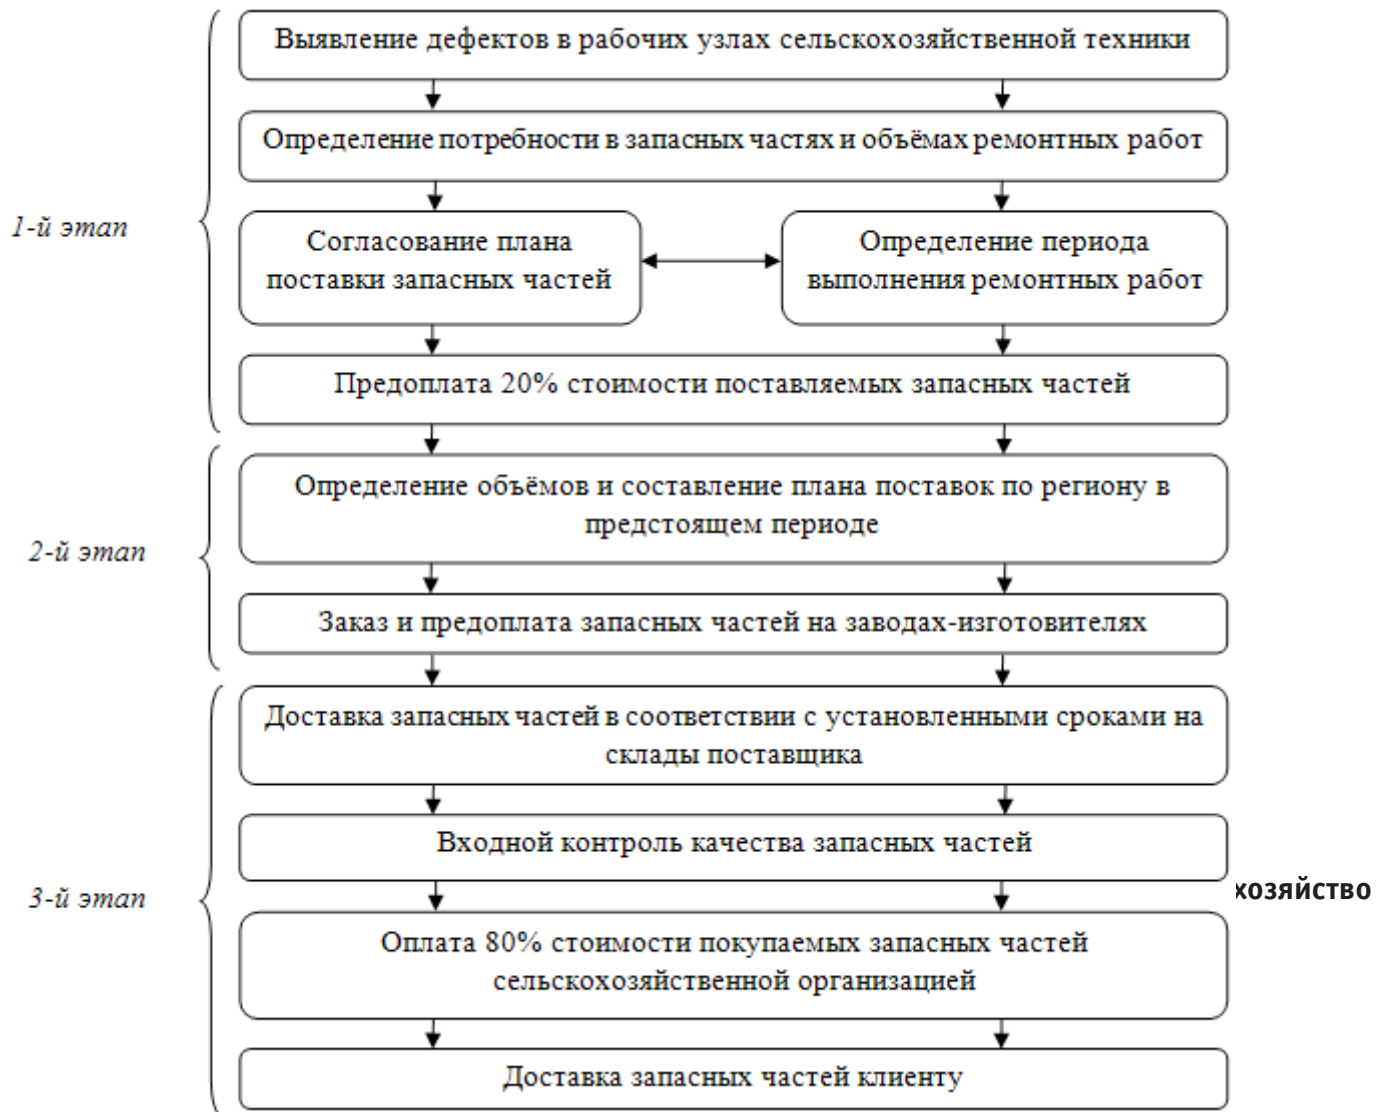 Выявление дефектов в рабочих узлах сельскохозяйственной техники
Определение потребности в запасных частях и объёмах ремонтных работ
1-й этап
Согласование плана
поставки запасных частей
Определение периода
выполнения ремонтных работ
Предоплата 20% стоимости поставляемых запасных частей
2-й этап
Определение объёмов и составление плана поставок по региону в
предстоящем периоде
Заказ и предоплата запасных частей на заводах-изготовителях
3-й этап
Доставка запасных частей в соответствии с установленными сроками на
склады поставщика
Входной контроль качества запасных частей
хозяйство
Оплата 80% стоимости покупаемых запасных частей
сельскохозяйственной организацией
Доставка запасных частей клиенту